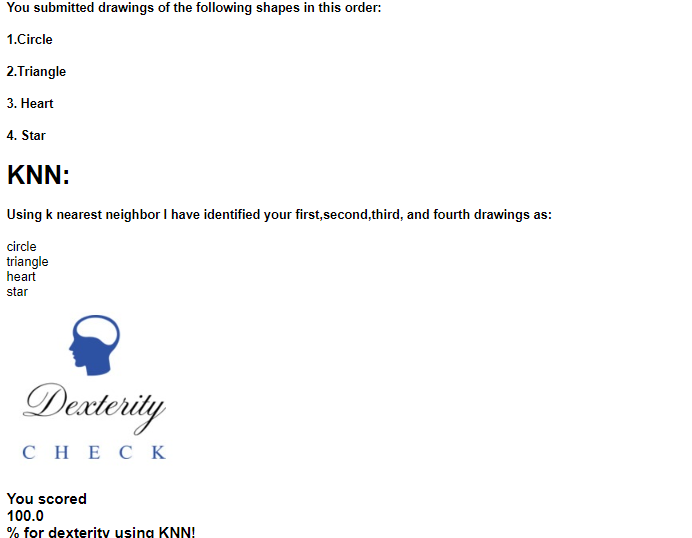 You submitted drawings of the following shapes in this order:
1.Circle
2.Triangle
3. Heart
4. Star
KNN:
Using k nearest neighbor I have identified your first,second,third, and fourth drawings as:
circle
triangle
heart
star
Dexterity
CHECK
You scored
100.0
% for dexterity using KNN!